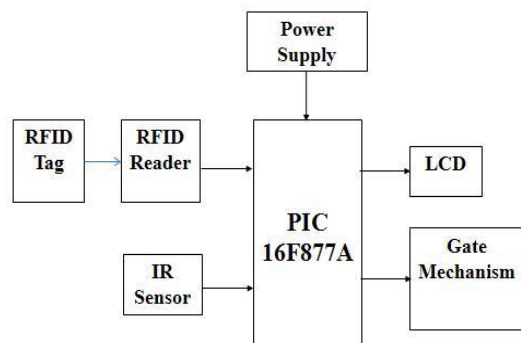 Power
Supply
RFID
Tag
RFID
Reader
LCD
PIC
16F877A
IR
Sensor
Gate
Mechanism